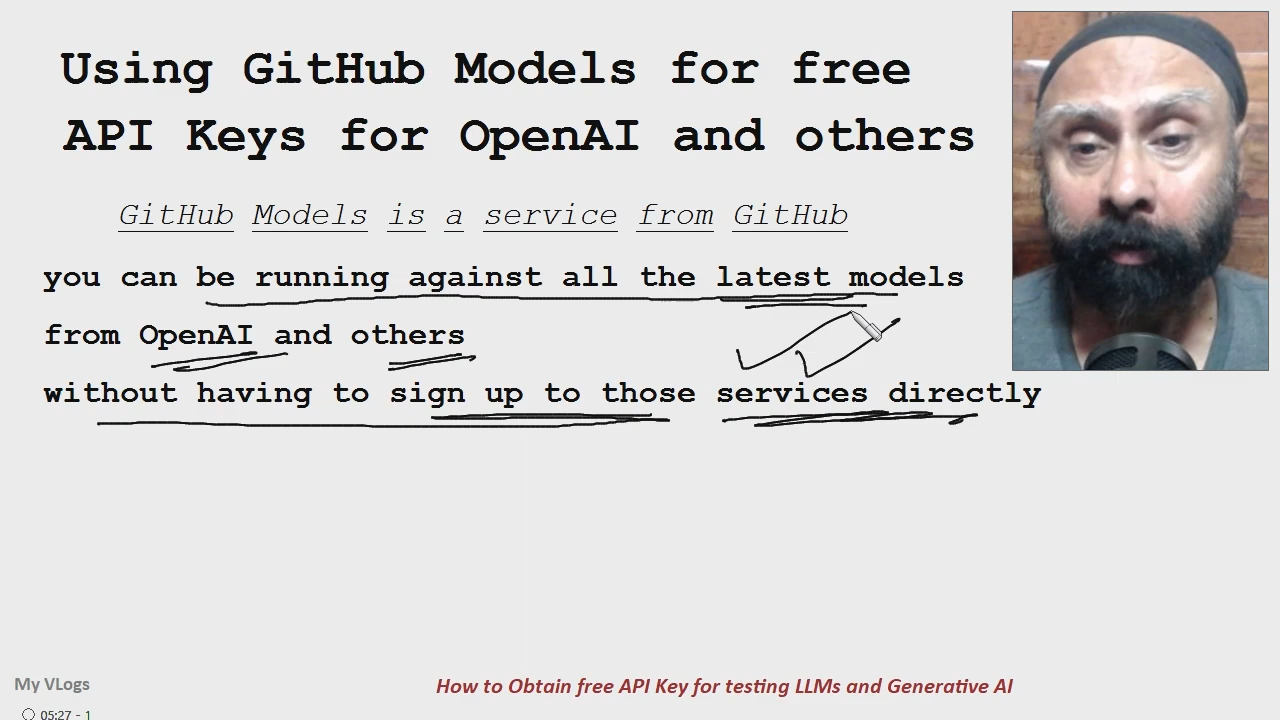 Using GitHub Models for free
API Keys for OpenAI and others
GitHub Models is a service from GitHub
you can be running against all the latest models
from OpenAI and others
without having to sign up to those services directly
My VLogs
How to Obtain free API Key for testing LLMs and Generative AI
05:27 - 1